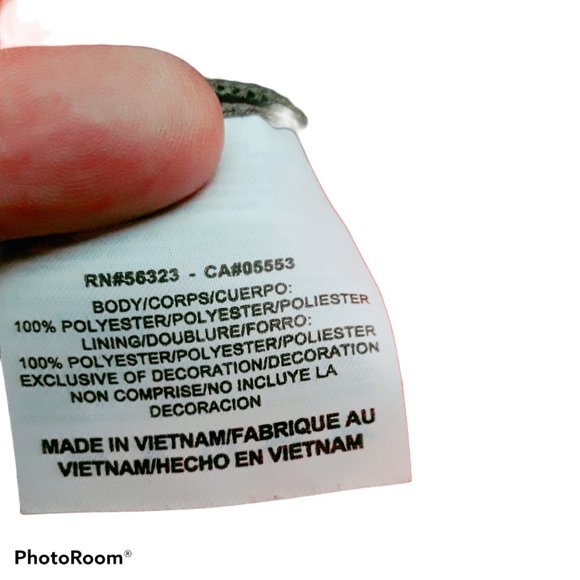 RN#56323 - CA#05553
BODY/CORPS/CUERPO:
100% POLYESTER/POLYESTER/POLIESTER
LINING/DOUBLURE/FORRO:
100% POLYESTER/POLYESTER/POLIESTER
EXCLUSIVE OF DECORATION/DECORATION
NON COMPRISE/NO INCLUYE LA
DECORACION
MADE IN VIETNAM/FABRIQUE AU
VIETNAM/HECHO EN VIETNAM
PhotoRoom®